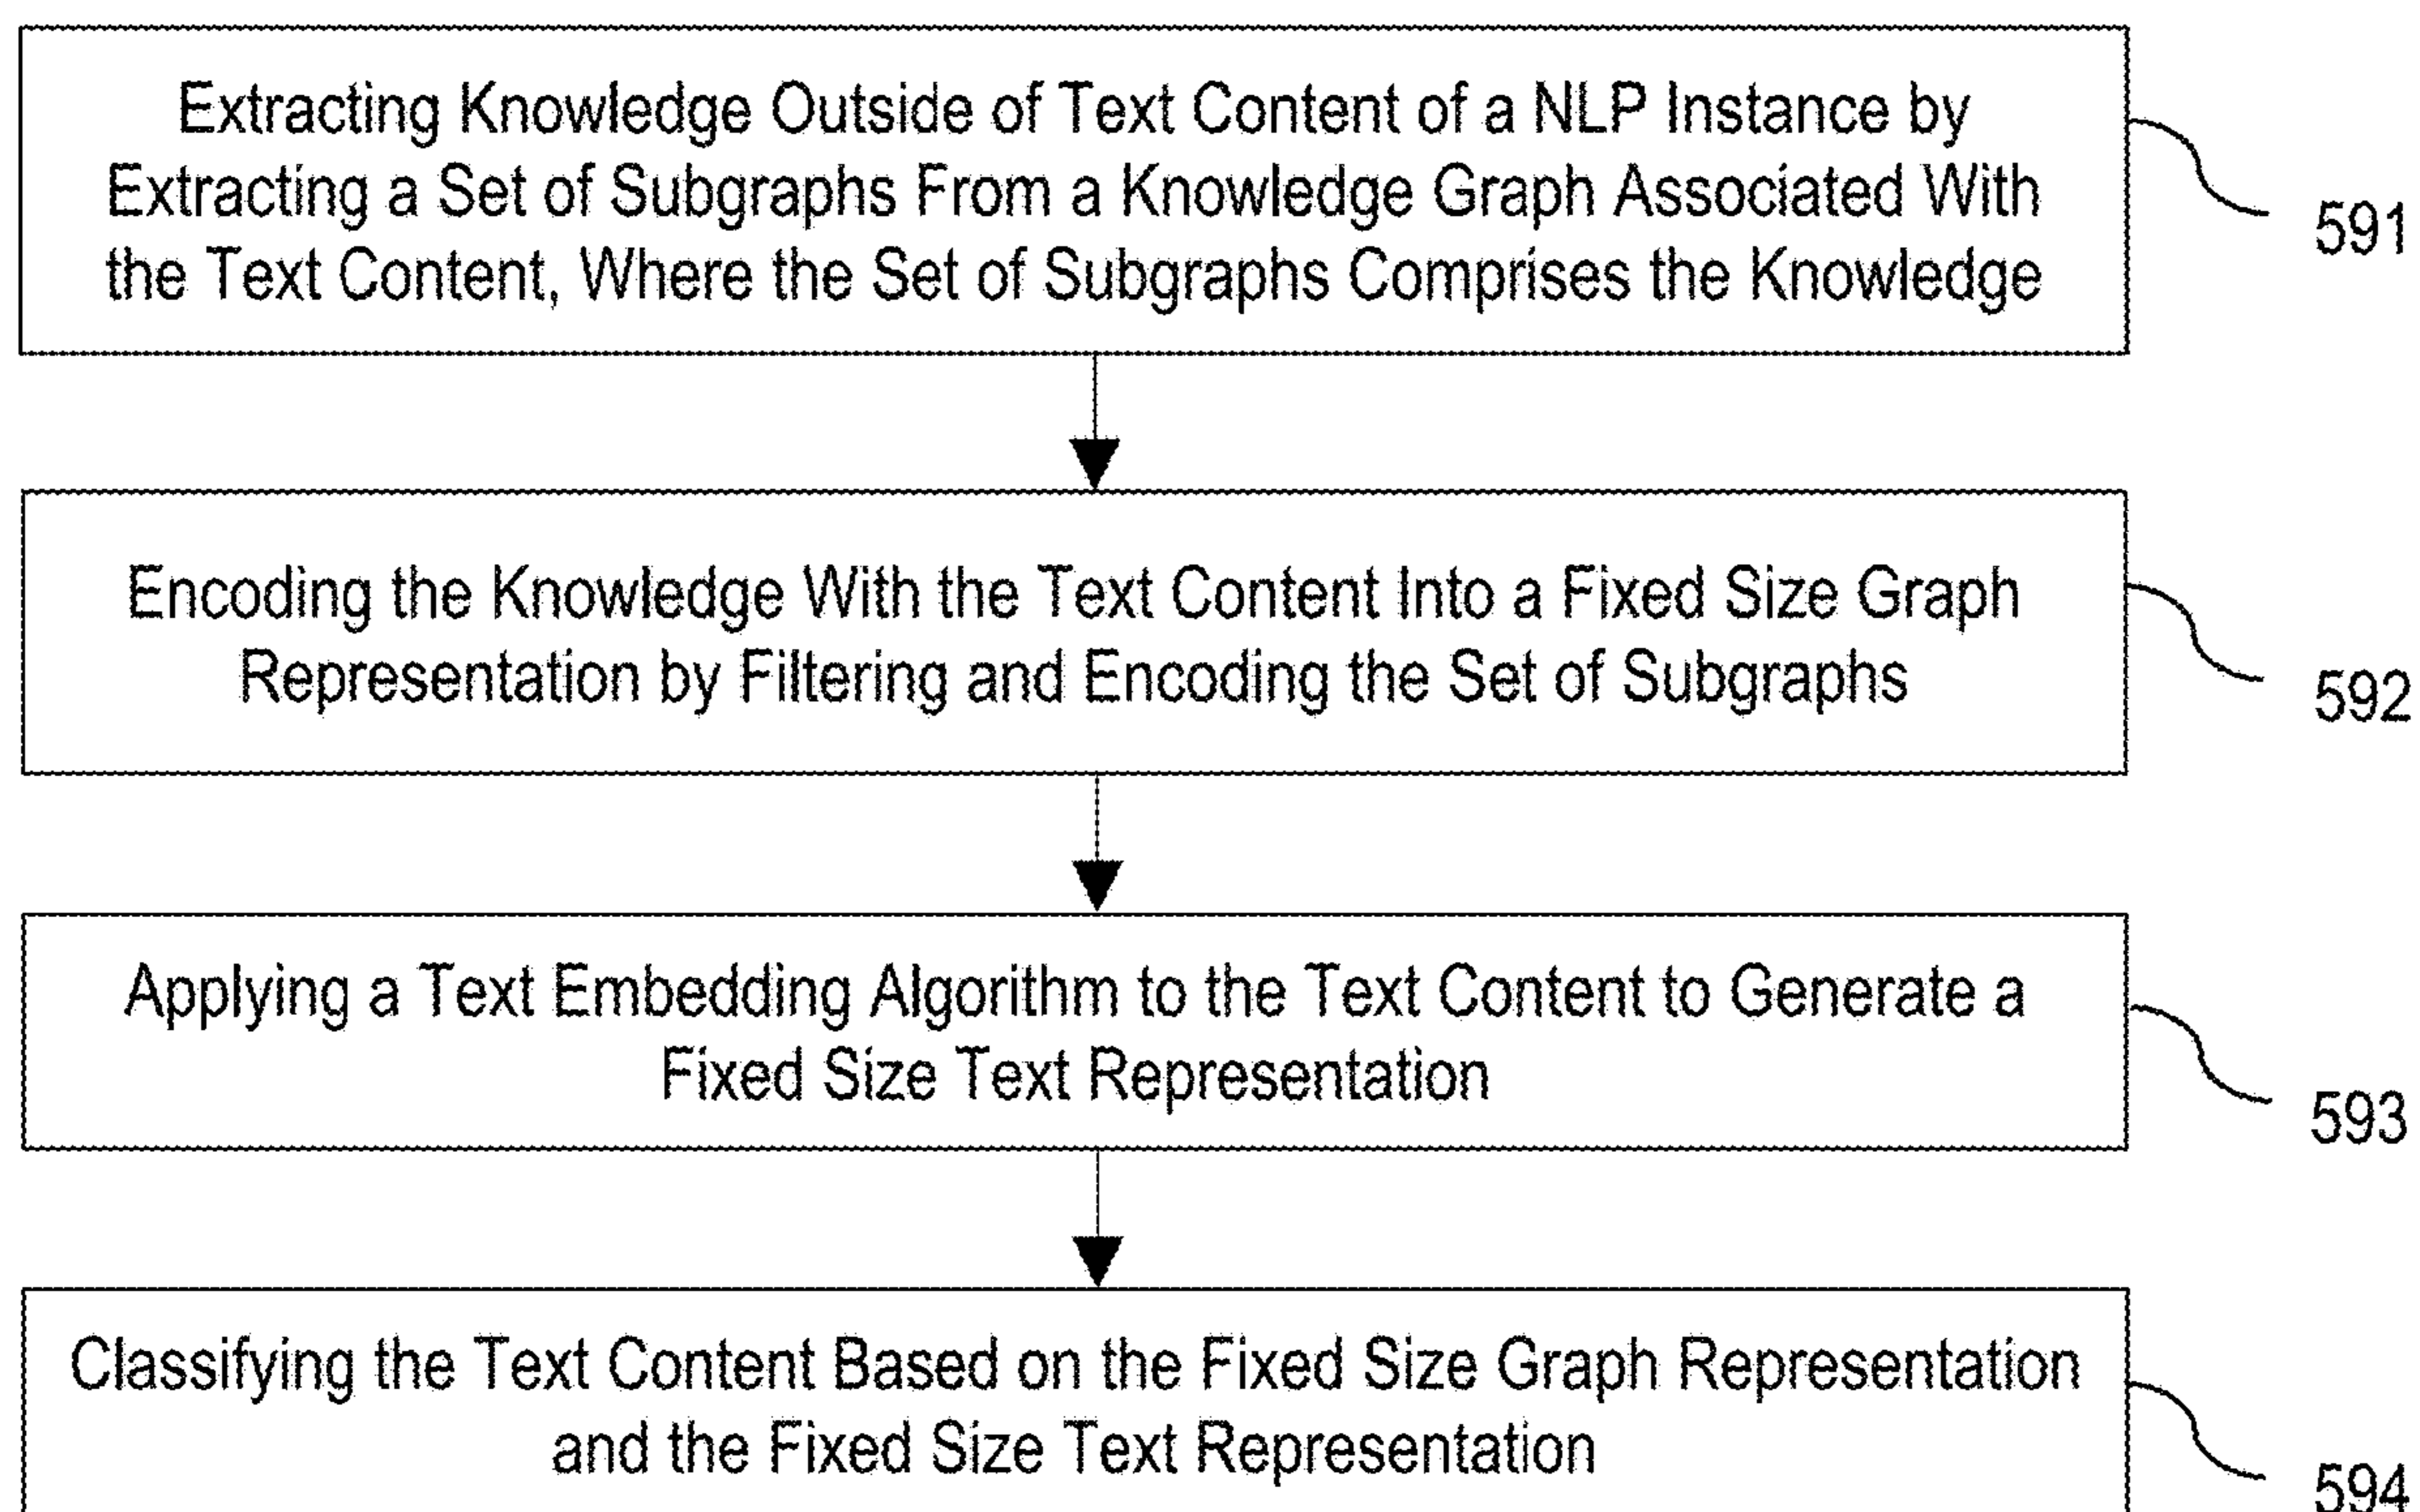 Extracting Knowledge Outside of Text Content of a NLP Instance by
Extracting a Set of Subgraphs From a Knowledge Graph Associated With
the Text Content, Where the Set of Subgraphs Comprises the Knowledge
591
Encoding the Knowledge With the Text Content Into a Fixed Size Graph
Representation by Filtering and Encoding the Set of Subgraphs
592
Applying a Text Embedding Algorithm to the Text Content to Generate a
Fixed Size Text Representation
593
Classifying the Text Content Based on the Fixed Size Graph Representation
and the Fixed Size Text Representation
594